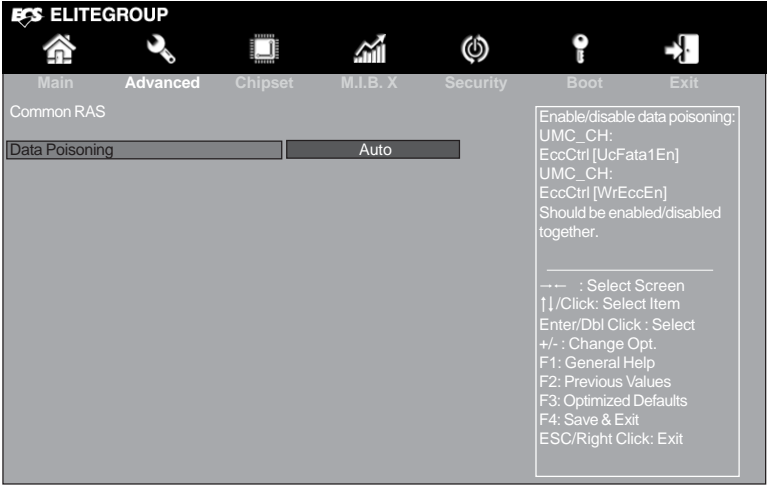 ECS ELITEGROUP
Main Advanced Chipset M.I.B. X Security Boot Exit
Common RAS
Data Poisoning Auto
Enable/disable data poisoning:
UMC_CH:
EccCtrl [UcFata1En]
UMC_CH:
EccCtrl [WrEccEn]
Should be enabled/disabled
together.
→← : Select Screen
↑↓/Click: Select Item
Enter/Dbl Click : Select
+/- : Change Opt.
F1: General Help
F2: Previous Values
F3: Optimized Defaults
F4: Save & Exit
ESC/Right Click: Exit